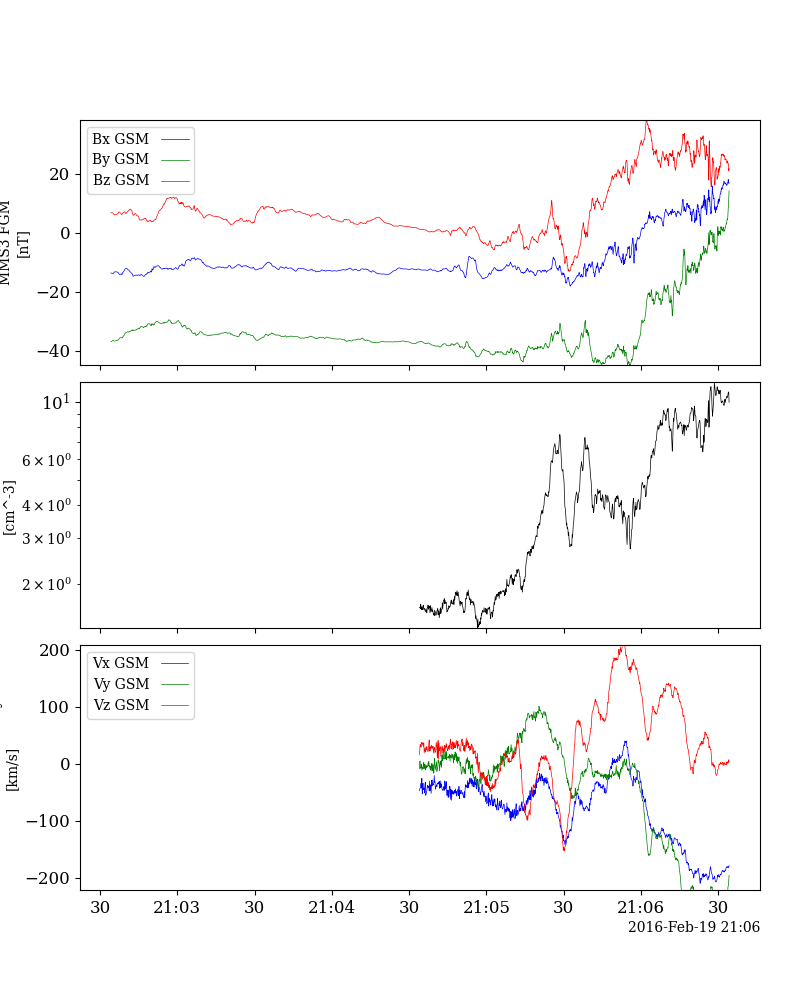 Bx GSM
By GSM
Bz GSM
MMS3 FGM
[nT]
20
0
−20
−40
10¹
6 × 10⁰
4 × 10⁰
3 × 10⁰
2 × 10⁰
[cm^-3]
Vx GSM
Vy GSM
Vz GSM
[km/s]
200
100
0
−100
−200
30 21:03 30 21:04 30 21:05 30 21:06 30
2016-Feb-19 21:06